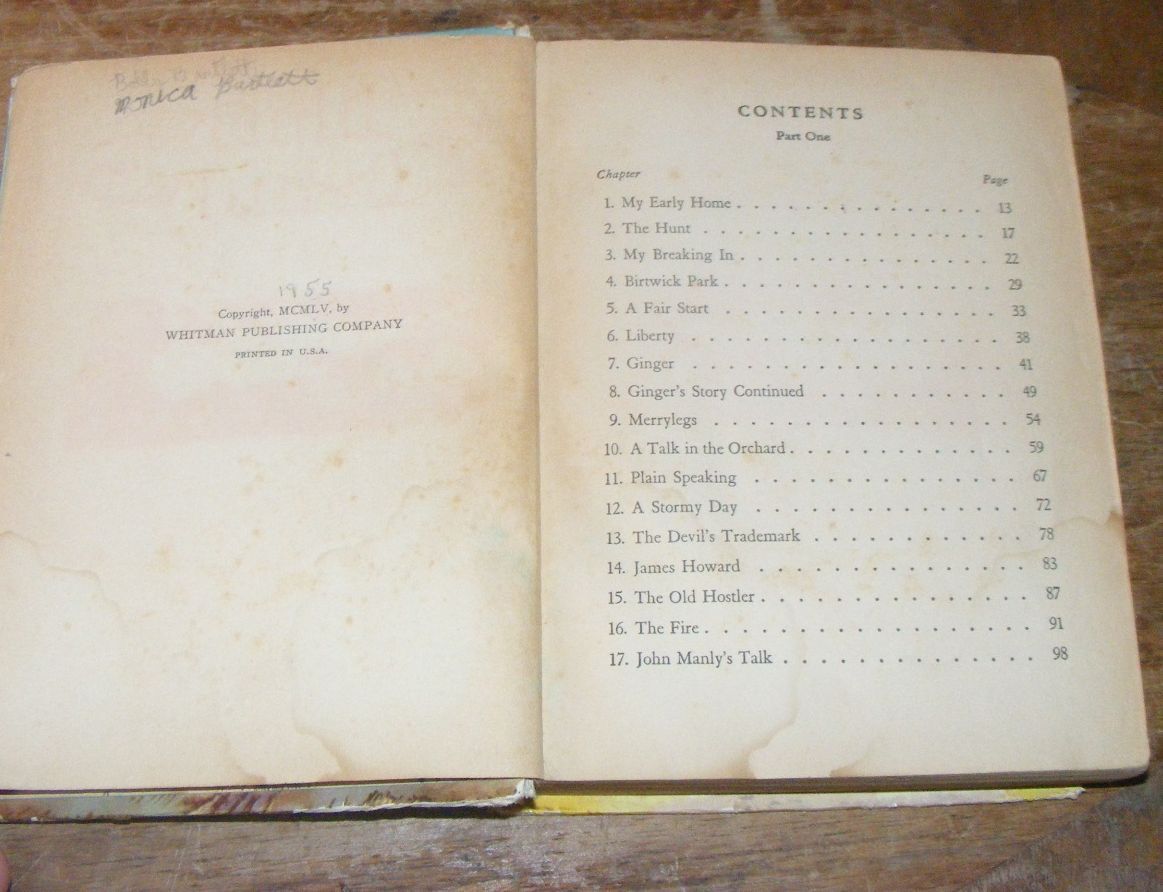 Monica Bartlett
1955
Copyright, MCMLV, by
WHITMAN PUBLISHING COMPANY
PRINTED IN U.S.A.
CONTENTS
Part One
Chapter Page
1. My Early Home . . . . . . . . . . . . . . 13
2. The Hunt . . . . . . . . . . . . . . . . 17
3. My Breaking In . . . . . . . . . . . . . . 22
4. Birtwick Park . . . . . . . . . . . . . . . 29
5. A Fair Start . . . . . . . . . . . . . . . 33
6. Liberty . . . . . . . . . . . . . . . . . 38
7. Ginger . . . . . . . . . . . . . . . . . 41
8. Ginger's Story Continued . . . . . . . . . . 49
9. Merrylegs . . . . . . . . . . . . . . . . 54
10. A Talk in the Orchard . . . . . . . . . . . . 59
11. Plain Speaking . . . . . . . . . . . . . . 67
12. A Stormy Day . . . . . . . . . . . . . . 72
13. The Devil's Trademark . . . . . . . . . . . 78
14. James Howard . . . . . . . . . . . . . . 83
15. The Old Hostler . . . . . . . . . . . . . . 87
16. The Fire . . . . . . . . . . . . . . . . . 91
17. John Manly's Talk . . . . . . . . . . . . . 98